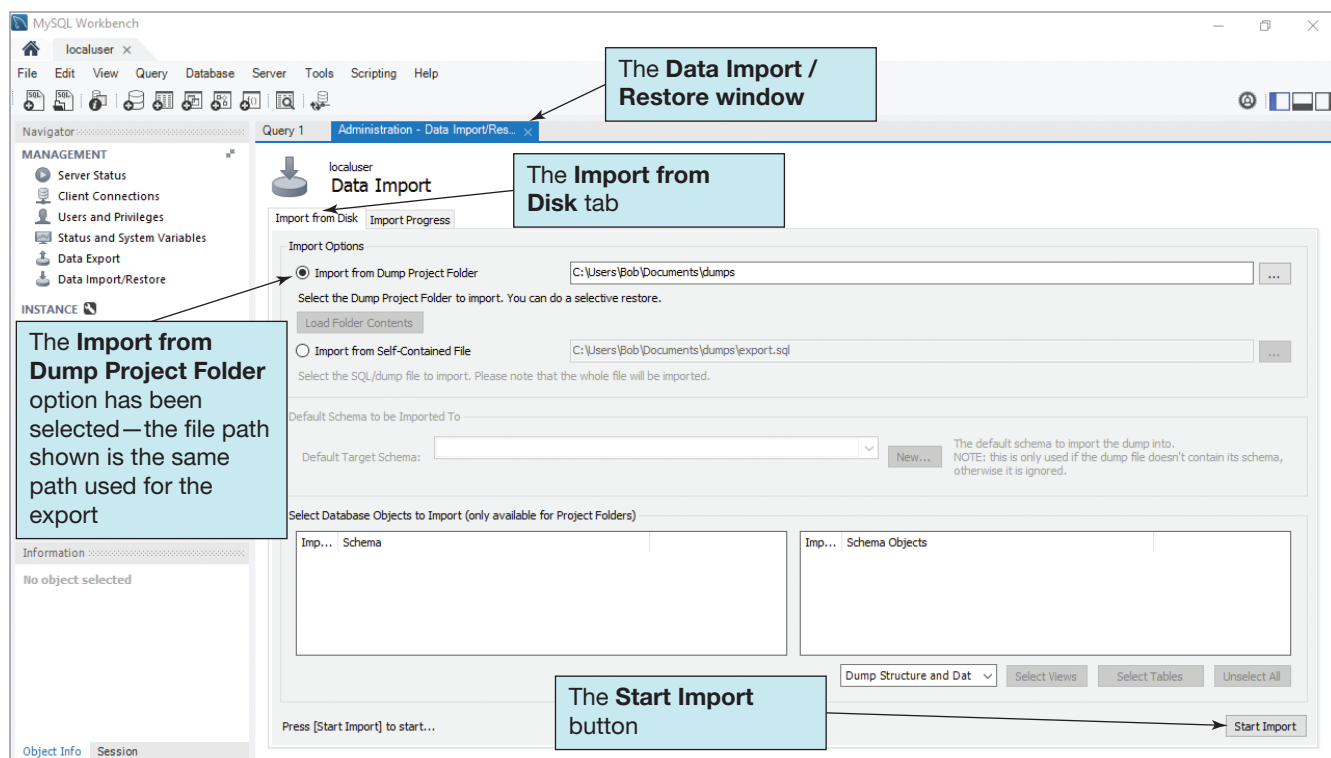 MySQL Workbench
localuser ×
File Edit View Query Database Server Tools Scripting Help
The Data Import /
Restore window
Navigator
Query 1 Administration - Data Import/Res... ×
MANAGEMENT
Server Status
Client Connections
Users and Privileges
Status and System Variables
Data Export
Data Import/Restore
INSTANCE
localuser
Data Import
The Import from
Disk tab
Import from Disk Import Progress
Import Options
Import from Dump Project Folder C:\Users\Bob\Documents\dumps ...
Select the Dump Project Folder to import. You can do a selective restore.
Load Folder Contents
Import from Self-Contained File C:\Users\Bob\Documents\dumps\export.sql ...
Select the SQL/dump file to import. Please note that the whole file will be imported.
The Import from
Dump Project Folder
option has been
selected—the file path
shown is the same
path used for the
export
Default Schema to be Imported To
Default Target Schema: New...
The default schema to import the dump into.
NOTE: this is only used if the dump file doesn't contain its schema,
otherwise it is ignored.
Select Database Objects to Import (only available for Project Folders)
Imp... Schema
Imp... Schema Objects
Information
No object selected
Dump Structure and Dat Select Views Select Tables Unselect All
The Start Import
button
Press [Start Import] to start...
Start Import
Object Info Session